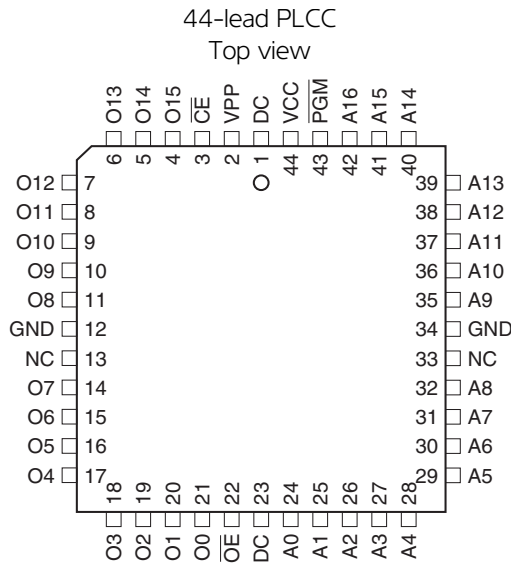 44-lead PLCC
Top view
O13 O14 O15 C̅E̅ VPP DC VCC P̅G̅M̅ A16 A15 A14
6 5 4 3 2 1 44 43 42 41 40
O12 7
O11 8
O10 9
O9 10
O8 11
GND 12
NC 13
O7 14
O6 15
O5 16
O4 17
39 A13
38 A12
37 A11
36 A10
35 A9
34 GND
33 NC
32 A8
31 A7
30 A6
29 A5
18 19 20 21 22 23 24 25 26 27 28
O3 O2 O1 O0 O̅E̅ DC A0 A1 A2 A3 A4